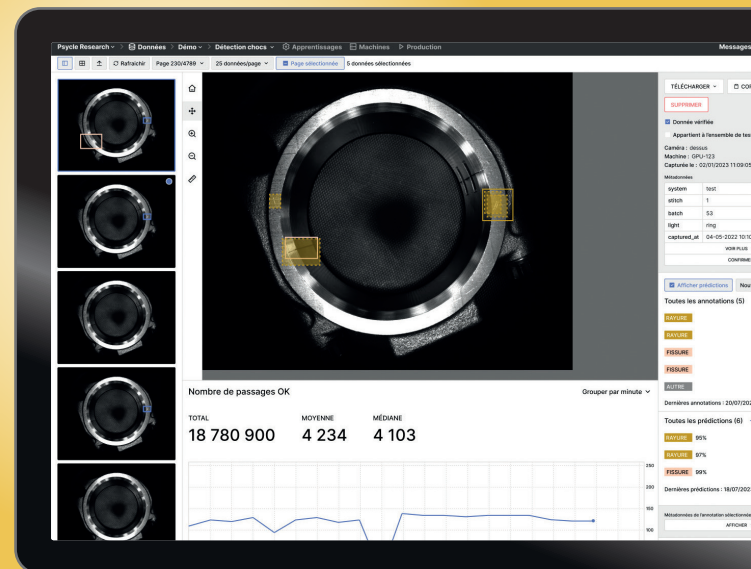 Psycle Research > Données > Démo > Détection chocs > Apprentissages Machines Production Messages
Rafraîchir Page 230/4789 25 données/page Page sélectionnée 5 données sélectionnées
TÉLÉCHARGER
SUPPRIMER
Donnée vérifiée
Appartient à l'ensemble de tes
Caméra : dessus
Machine : GPU-123
Capturée le : 02/01/2023 11:09:05
Métadonnées
system test
stitch 1
batch 53
light ring
captured_at 04-05-2022 10:10
VOIR PLUS
CONFIRME
Afficher prédictions Nou
Toutes les annotations (5)
RAYURE
RAYURE
FISSURE
FISSURE
AUTRE
Dernières annotations : 20/07/202
Toutes les prédictions (6)
RAYURE 95%
RAYURE 97%
FISSURE 99%
Dernières prédictions : 18/07/202
Métadonnées de l'annotation sélectionnée
AFFICHER
Nombre de passages OK Grouper par minute
TOTAL MOYENNE MÉDIANE
18 780 900 4 234 4 103
250
200
150
100